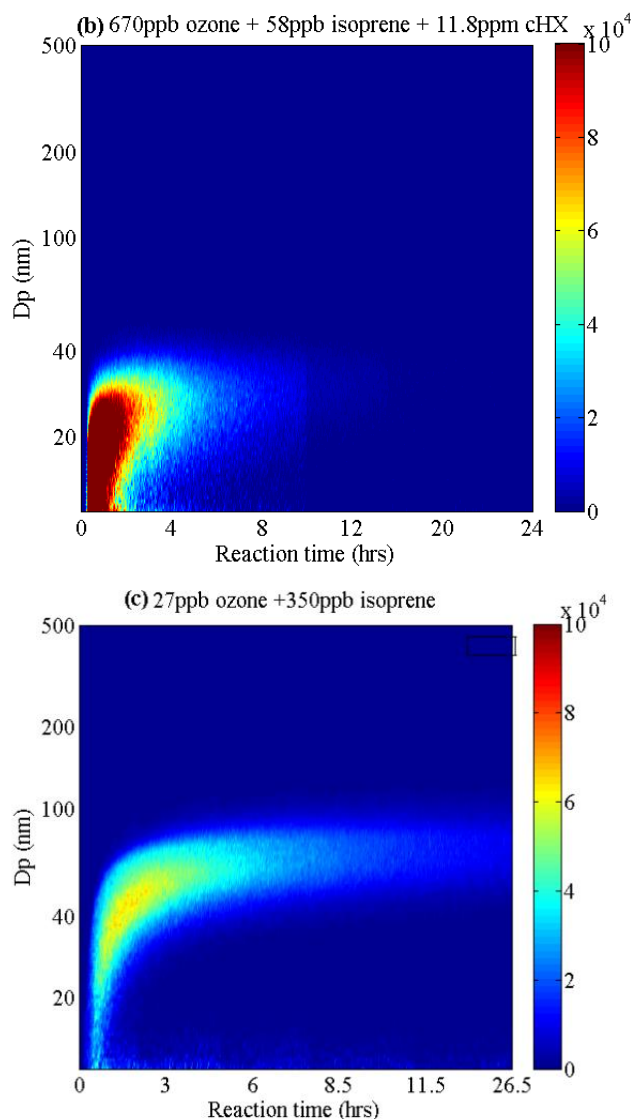 (b) 670ppb ozone + 58ppb isoprene + 11.8ppm cHX
x 10^4
500
200
100
40
20
Dp (nm)
10
8
6
4
2
0
0 4 8 12 20 24
Reaction time (hrs)
(c) 27ppb ozone +350ppb isoprene
x 10^4
500
200
100
40
20
Dp (nm)
10
8
6
4
2
0
0 3 6 8.5 11.5 26.5
Reaction time (hrs)